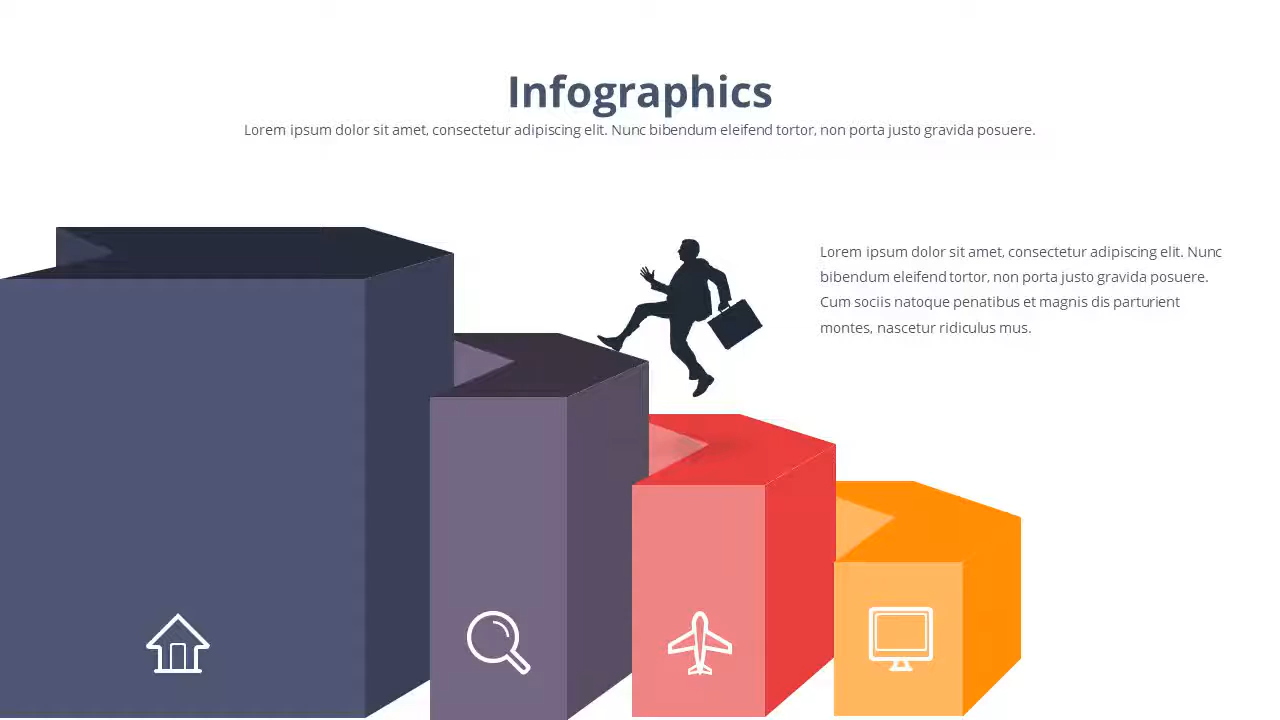 Infographics
Lorem ipsum dolor sit amet, consectetur adipiscing elit. Nunc bibendum eleifend tortor, non porta justo gravida posuere.
Lorem ipsum dolor sit amet, consectetur adipiscing elit. Nunc
bibendum eleifend tortor, non porta justo gravida posuere.
Cum sociis natoque penatibus et magnis dis parturient
montes, nascetur ridiculus mus.